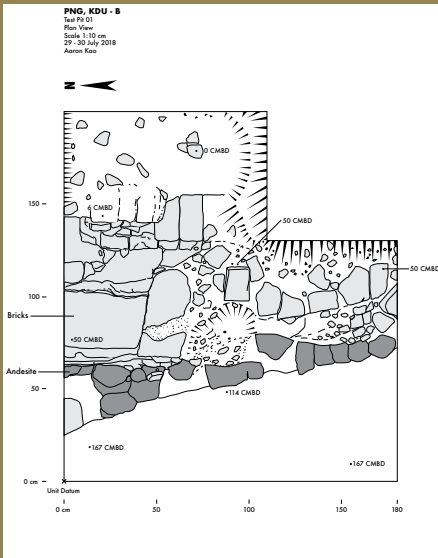 PNG, KDU - B
Test Pit 01
Plan View
Scale 1:10 cm
29 - 30 July 2018
Aaron Kao
N
0 CMBD
6 CMBD
150
50 CMBD
50 CMBD
100
Bricks
50 CMBD
Andesite
50
114 CMBD
167 CMBD
167 CMBD
0 cm
Unit Datum
0 cm
50
100
150
180